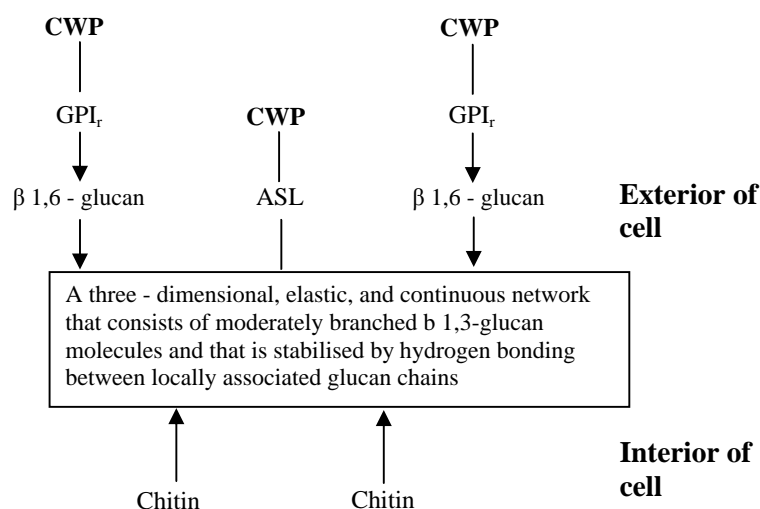 CWP
CWP
GPIr
CWP
GPIr
β 1,6 - glucan
ASL
β 1,6 - glucan
Exterior of
cell
A three - dimensional, elastic, and continuous network
that consists of moderately branched b 1,3-glucan
molecules and that is stabilised by hydrogen bonding
between locally associated glucan chains
Interior of
cell
Chitin
Chitin